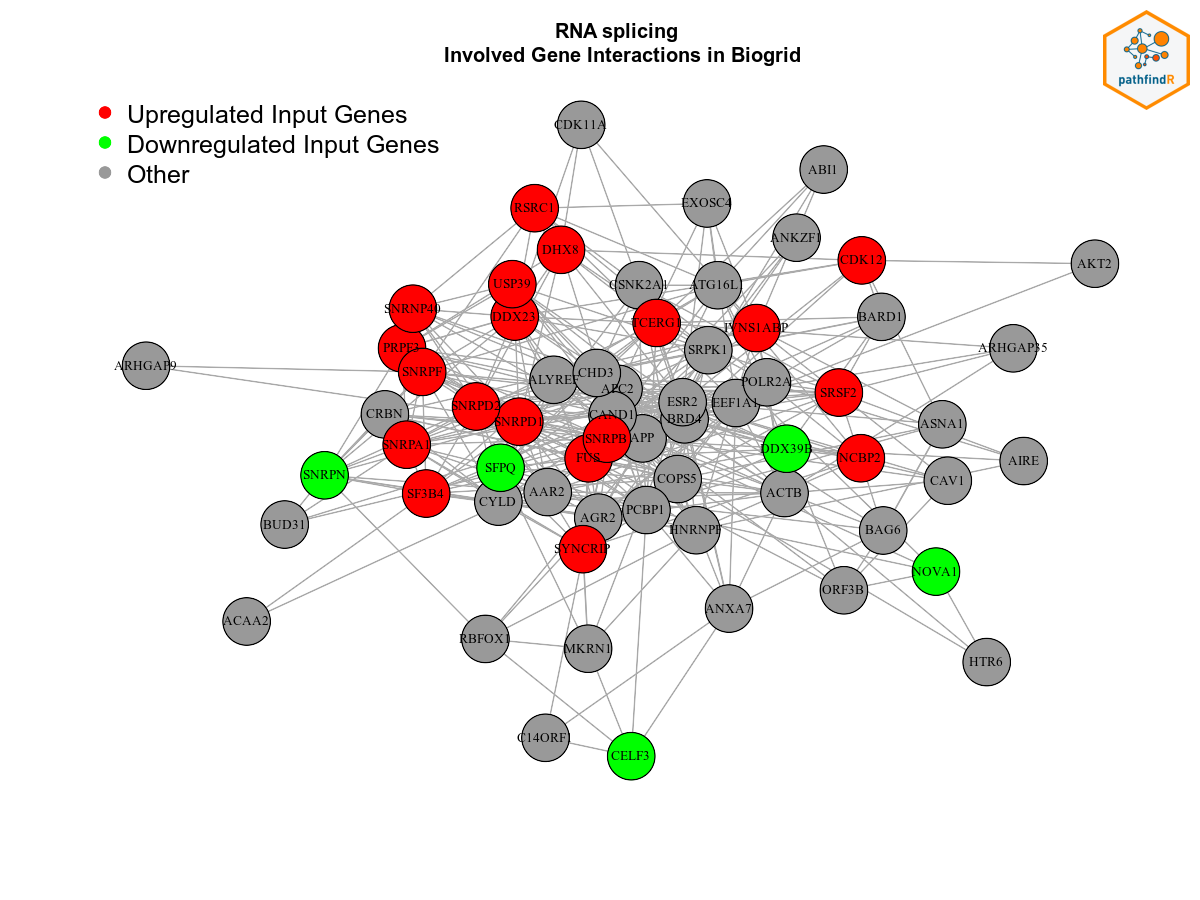 RNA splicing
Involved Gene Interactions in Biogrid
pathfindR
Upregulated Input Genes
Downregulated Input Genes
Other
CDK11A
ABI1
EXOSC4
RSRC1
ANKZF1
DHX8
CDK12
AKT2
USP39
CSNK2A1
ATG16L1
SNRNP40
DDX23
TCERG1
IVNS1ABP
BARD1
PRPF3
SRPK1
ARHGAP35
ARHGAP9
SNRPF
CHD3
ALYREF
POLR2A
APC2
SRSF2
ESR2
EEF1A1
SNRPD3
CRBN
CAND1
BRD4
SNRPD1
ASNA1
SNRPB
APP
SNRPA1
DDX39B
FUS
NCBP2
AIRE
SFPQ
SNRPN
COPS5
CAV1
SF3B4
AAR2
ACTB
CYLD
PCBP1
AGR2
BUD31
HNRNPF
BAG6
SYNCRIP
NOVA1
ORF3B
ANXA7
ACAA2
RBFOX1
MKRN1
HTR6
C14ORF1
CELF3